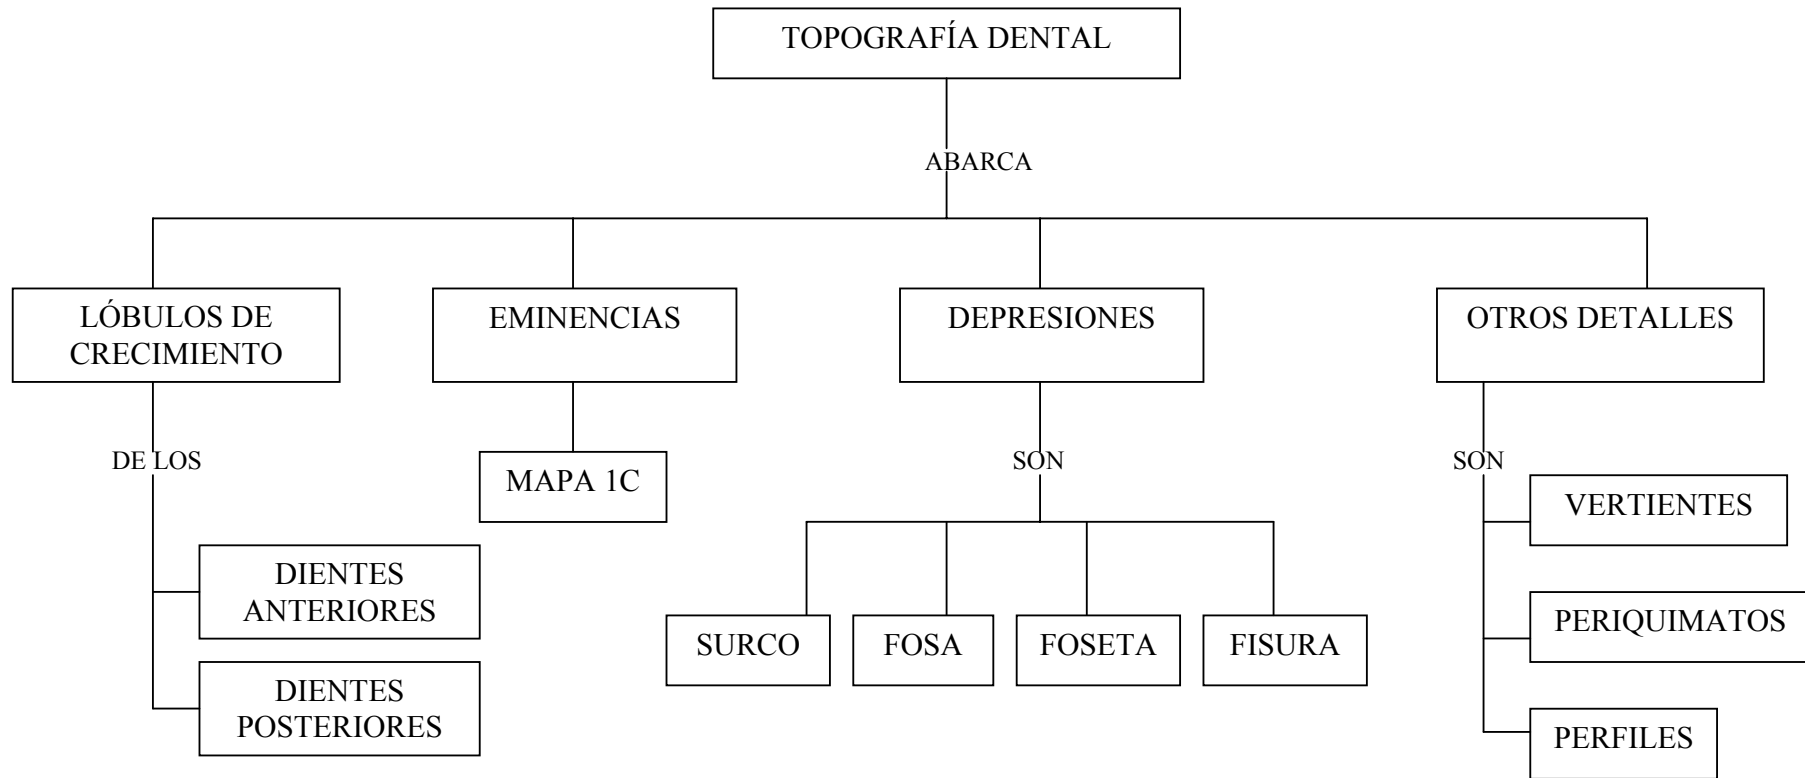 TOPOGRAFÍA DENTAL
ABARCA
LÓBULOS DE
CRECIMIENTO
EMINENCIAS
DEPRESIONES
OTROS DETALLES
DE LOS
MAPA 1C
SON
SON
VERTIENTES
DIENTES
ANTERIORES
SURCO
FOSA
FOSETA
FISURA
PERIQUIMATOS
DIENTES
POSTERIORES
PERFILES